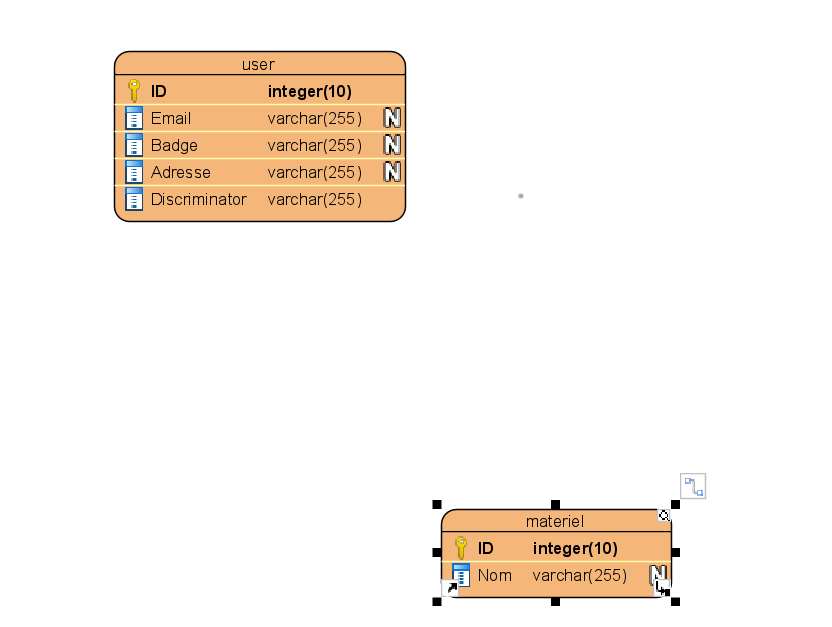 user
ID integer(10)
Email varchar(255) N
Badge varchar(255) N
Adresse varchar(255) N
Discriminator varchar(255)
materiel
ID integer(10)
Nom varchar(255) N